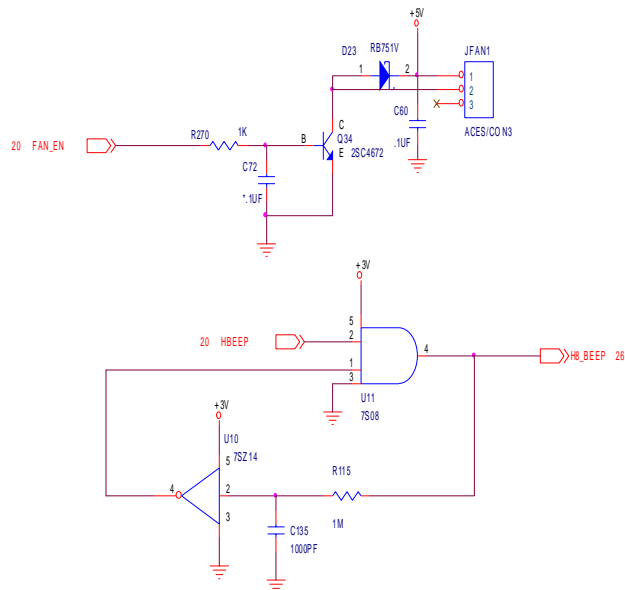 +5V
D23 RB751V JFAN1
1 2 1
2
3
C60
.1UF
ACES/CON3
R270 1K
C
B Q34
E 2SC4672
20 FAN_EN
C72
*.1UF
+3V
5
20 HBEEP 2
4
H8_BEEP 26
1
3
U11
7S08
+3V
U10
7SZ14
5
4 2
3
R115
1M
C135
1000PF